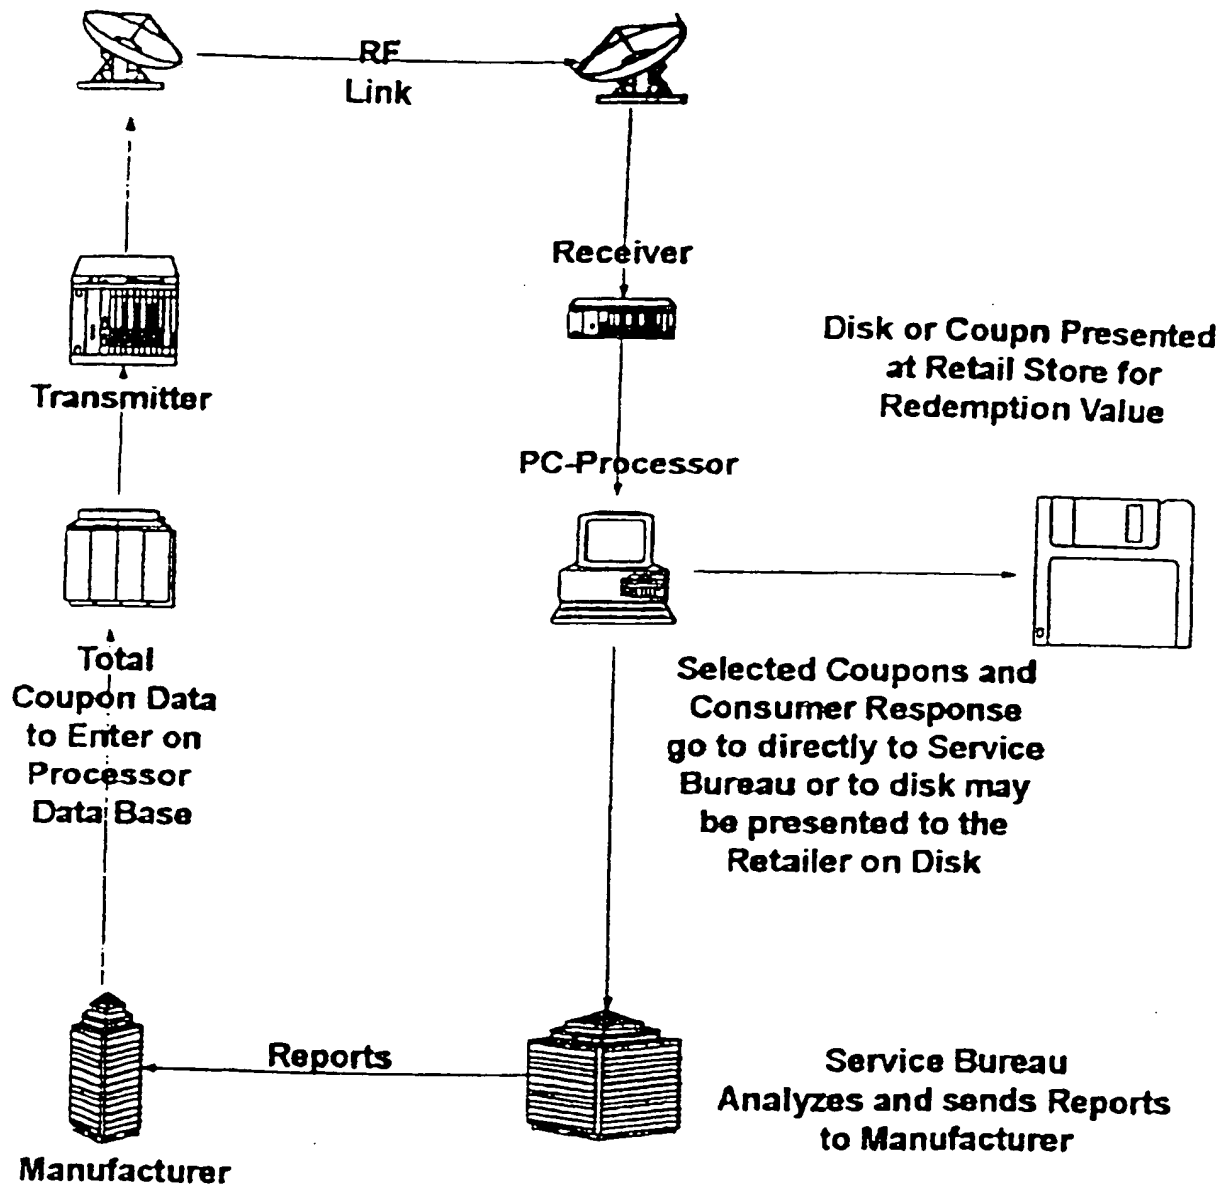 RF
Link
Receiver
Disk or Coupn Presented
at Retail Store for
Redemption Value
Transmitter
PC-Processor
Total
Coupon Data
to Enter on
Processor
Data Base
Selected Coupons and
Consumer Response
go to directly to Service
Bureau or to disk may
be presented to the
Retailer on Disk
Reports
Service Bureau
Analyzes and sends Reports
to Manufacturer
Manufacturer